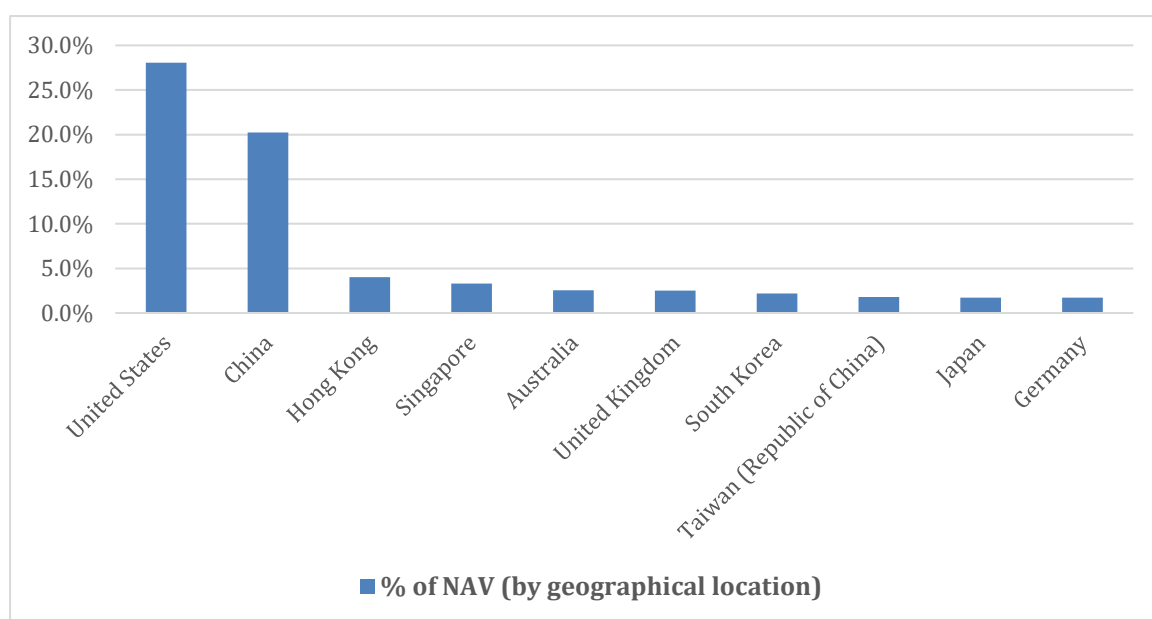 30.0%
25.0%
20.0%
15.0%
10.0%
5.0%
0.0%
United States
China
Hong Kong
Singapore
Australia
United Kingdom
South Korea
Taiwan (Republic of China)
Japan
Germany
% of NAV (by geographical location)